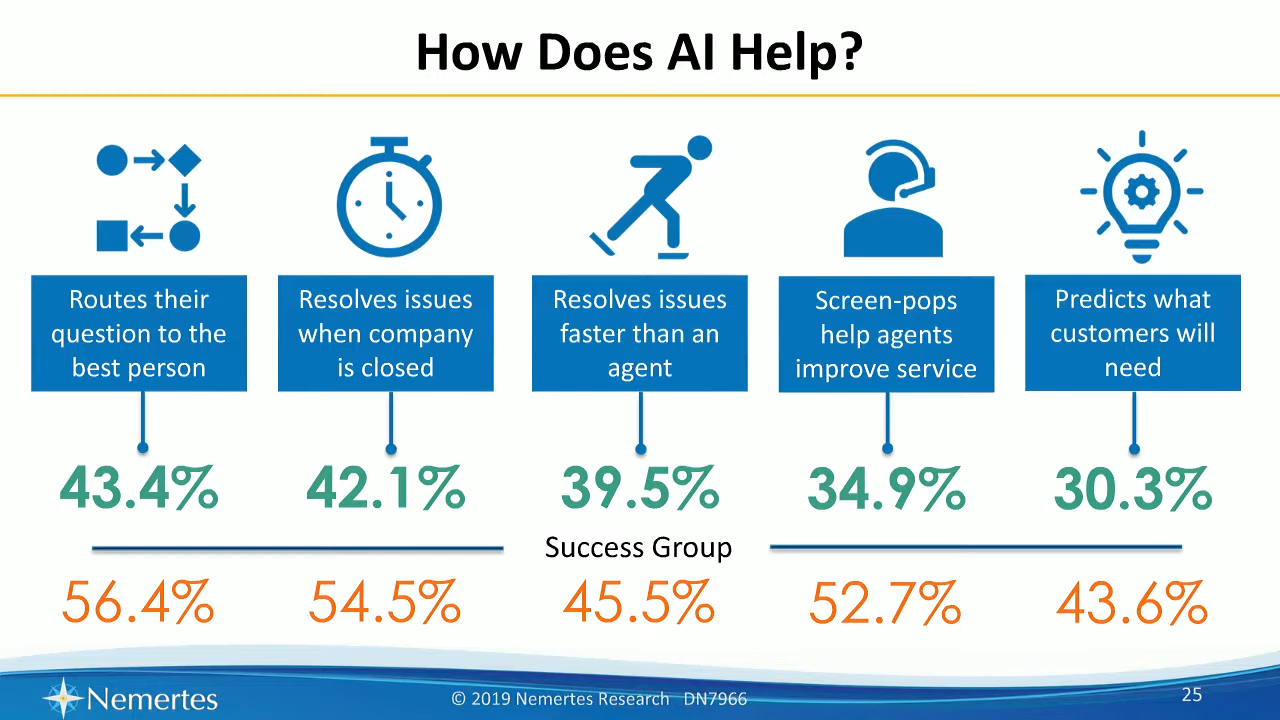 How Does AI Help?
Routes their
question to the
best person
Resolves issues
when company
is closed
Resolves issues
faster than an
agent
Screen-pops
help agents
improve service
Predicts what
customers will
need
43.4%
42.1%
39.5%
34.9%
30.3%
Success Group
56.4%
54.5%
45.5%
52.7%
43.6%
Nemertes
© 2019 Nemertes Research DN7966
25